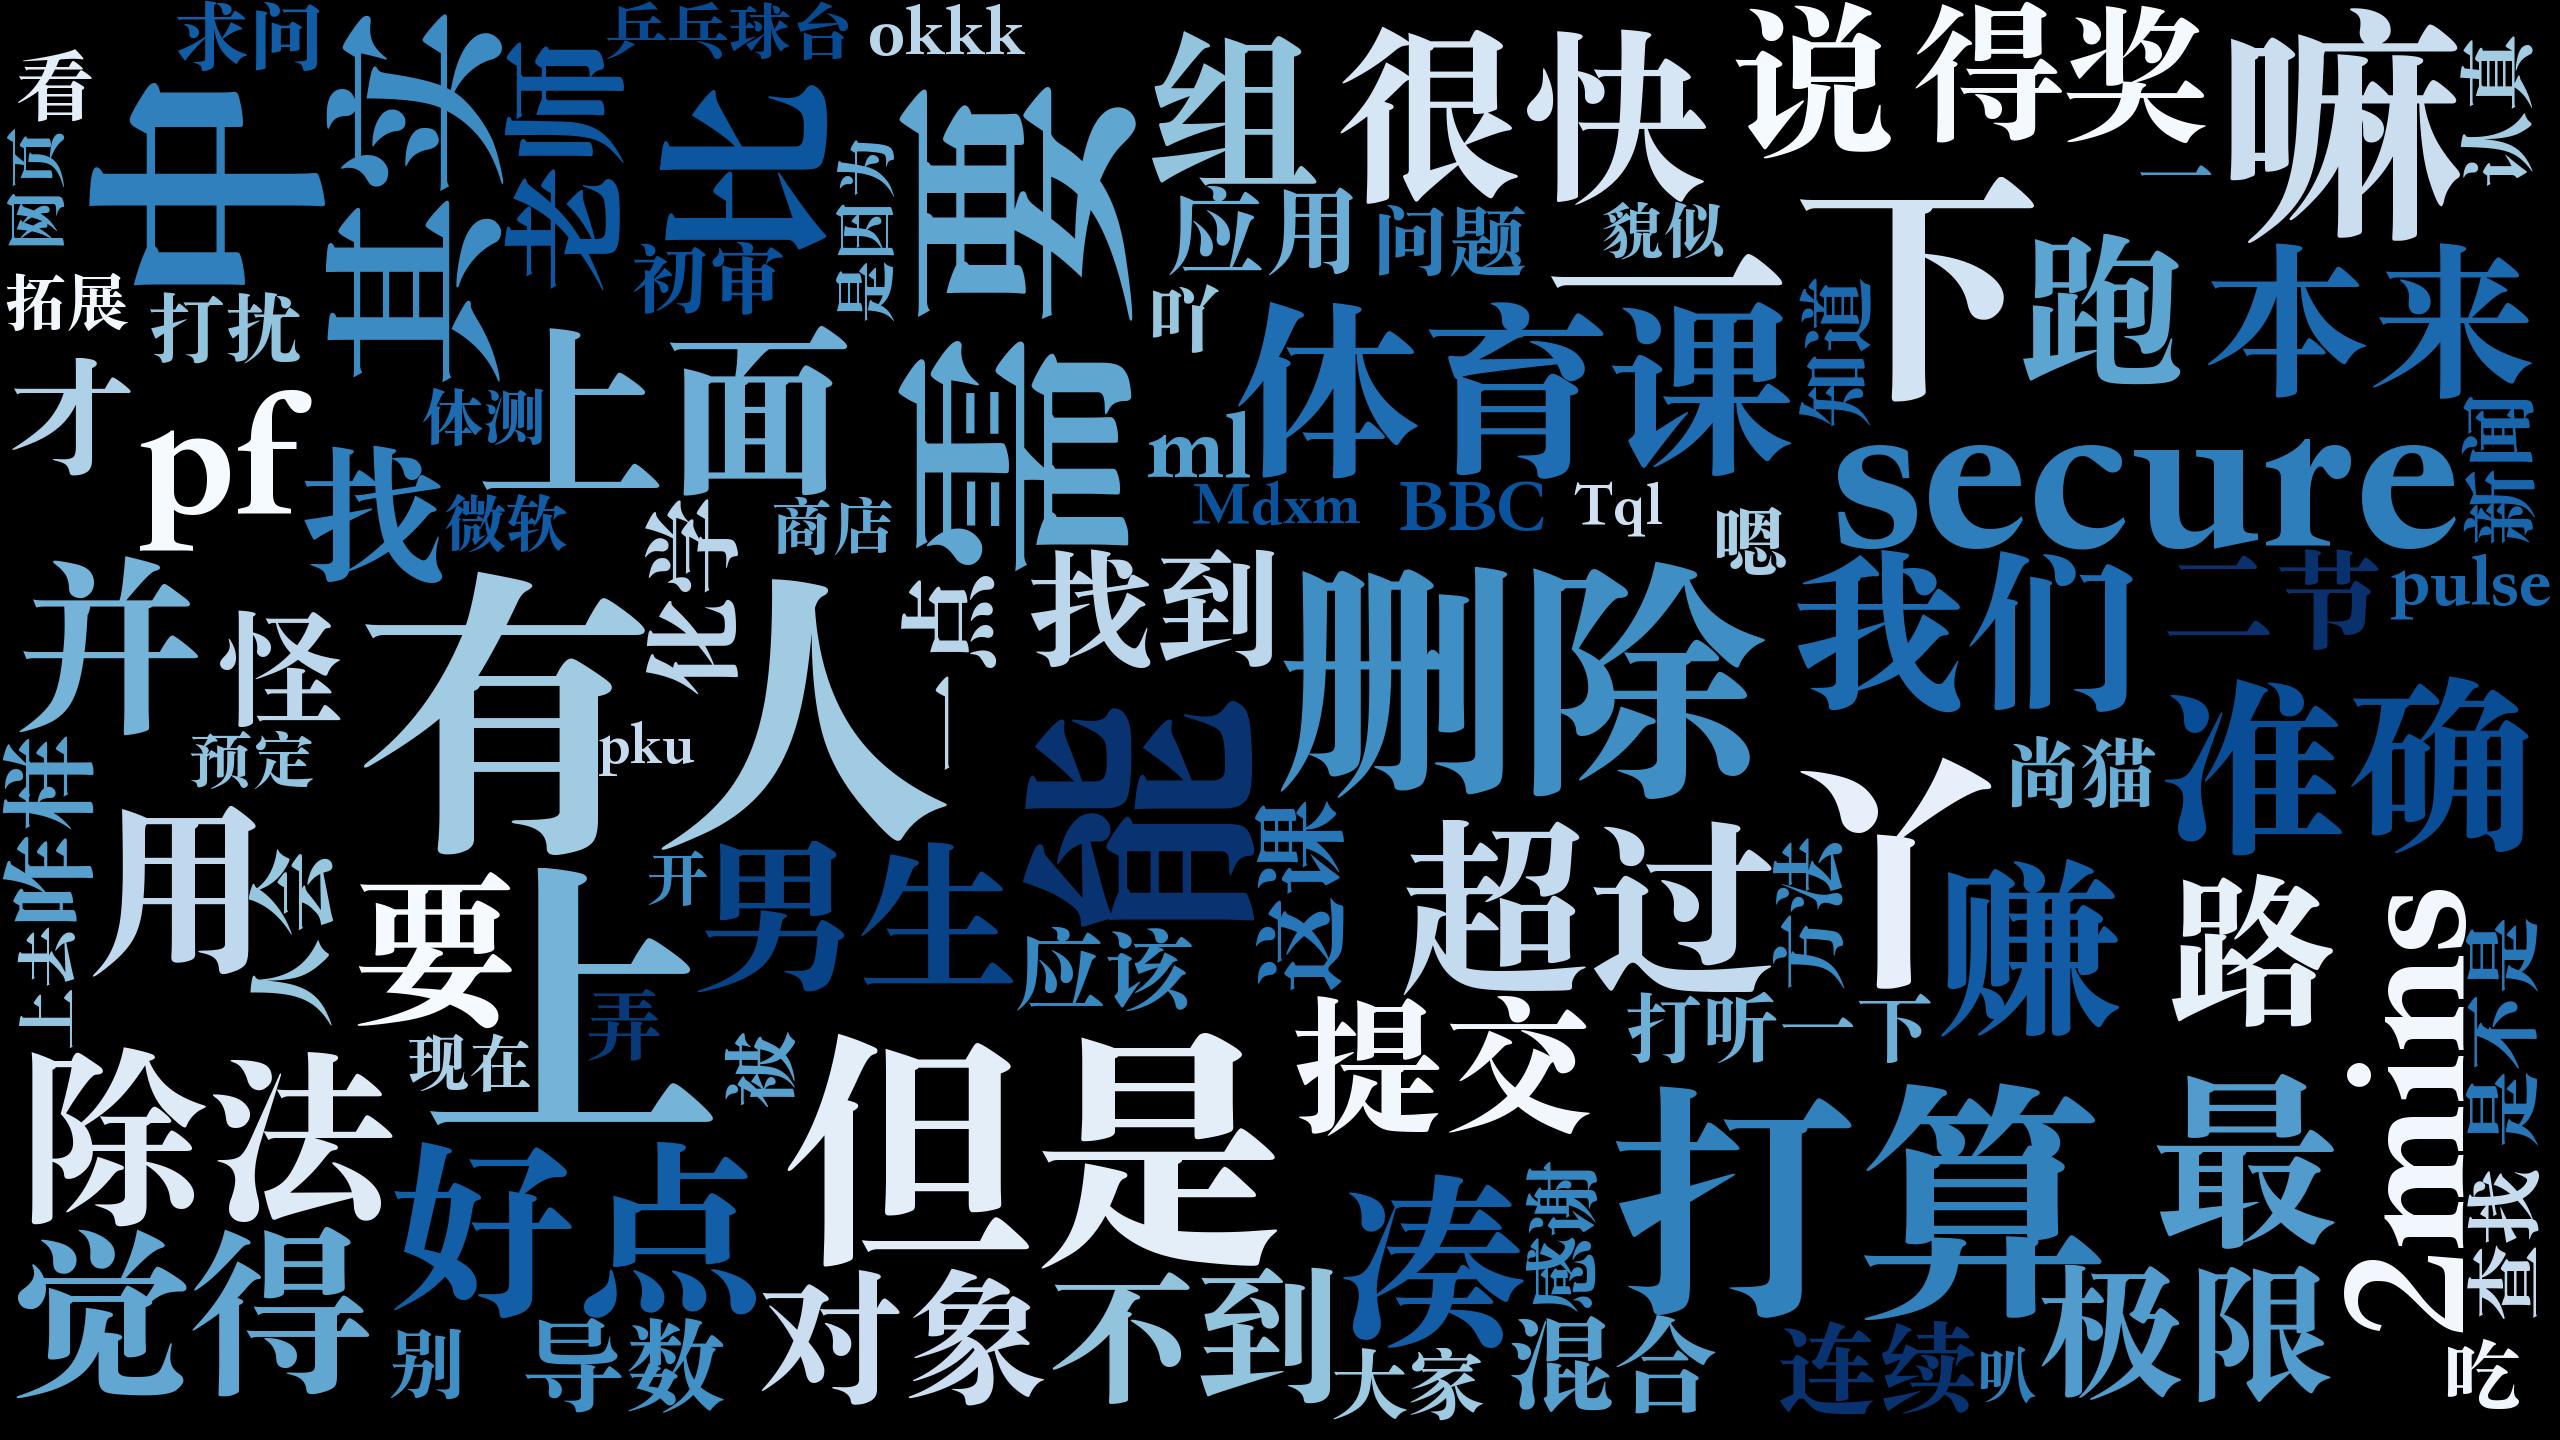 求问
乒乓球台
okkk
看
中
其实
老师
化
是因为
需要
组
很快
说
得奖
嘛
认真
网页
应用
问题
貌似
一
一下
跑
本来
拓展
打扰
初审
吖
体育课
知道
才
pf
体测
上面
ml
secure
新闻
找
微软
化学
商店
Mdxm
BBC
Tql
嗯
并
怪
有人
一点
找到
删除
我们
二节
pulse
预定
pku
能
尚猫
准确
上去咋样
用
人会
要
上
开
男生
应该
这课
超过
方法
丫
赚
路
2mins
是不是
现在
弄
被
提交
打听一下
除法
但是
打算
最
好点
凑
感谢
查找
觉得
别
导数
对象
不到
大家
混合
连续
叭
极限
吃